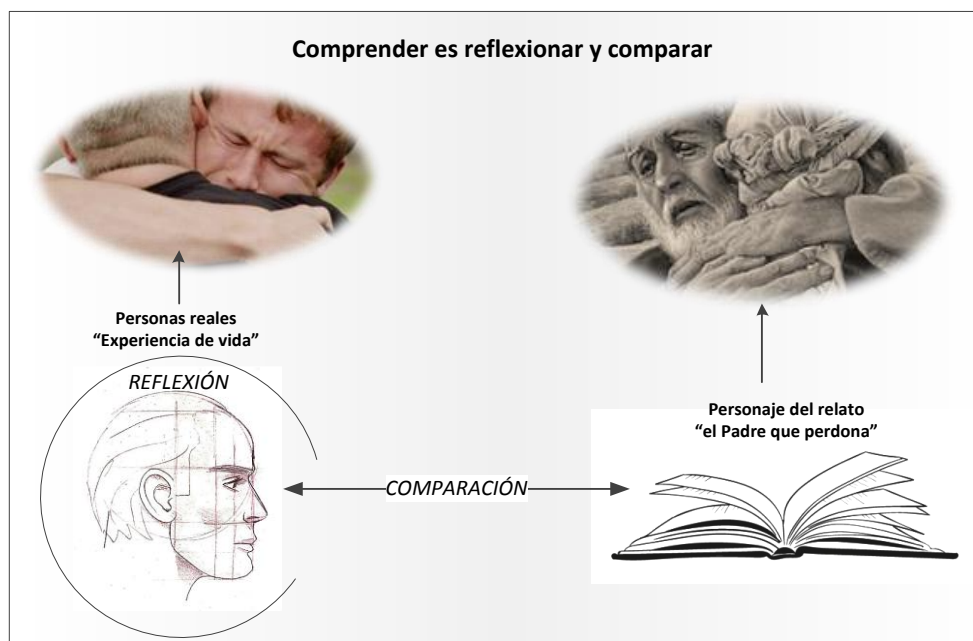 Comprender es reflexionar y comparar
Personas reales
“Experiencia de vida”
REFLEXIÓN
Personaje del relato
“el Padre que perdona”
COMPARACIÓN